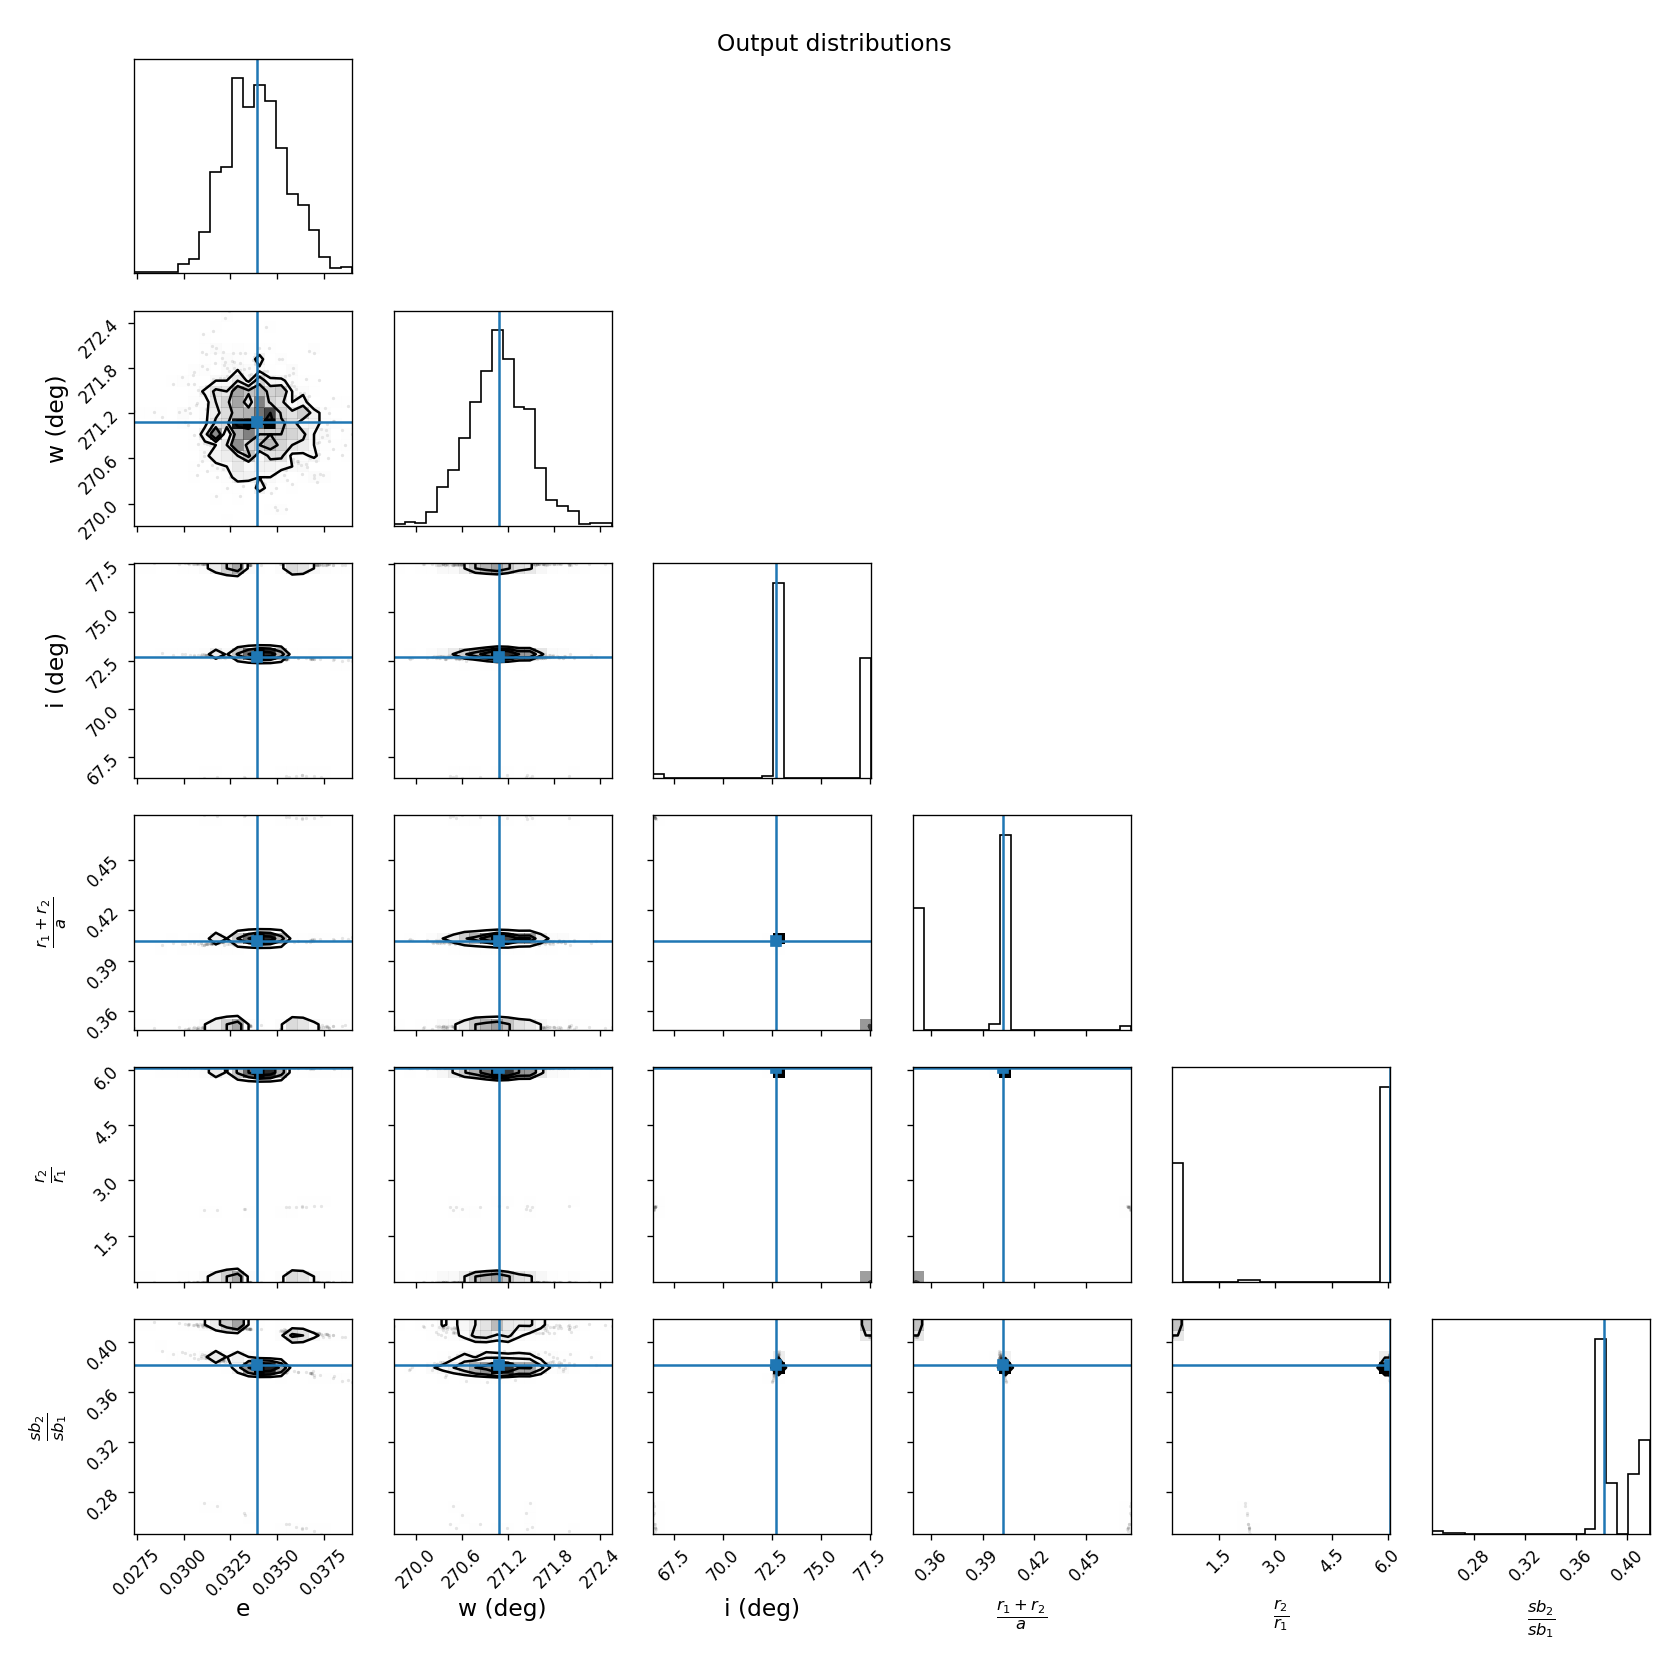 Output distributions
w (deg)
272.4
271.8
271.2
270.6
270.0
i (deg)
77.5
75.0
72.5
70.0
67.5
r1 + r2
a
0.45
0.42
0.39
0.36
r2
r1
6.0
4.5
3.0
1.5
sb2
sb1
0.40
0.36
0.32
0.28
0.0275 0.0300 0.0325 0.0350 0.0375 270.0 270.6 271.2 271.8 272.4 67.5 70.0 72.5 75.0 77.5 0.36 0.39 0.42 0.45 1.5 3.0 4.5 6.0 0.28 0.32 0.36 0.40
e w (deg) i (deg) r1 + r2 r2 sb2
a r1 sb1